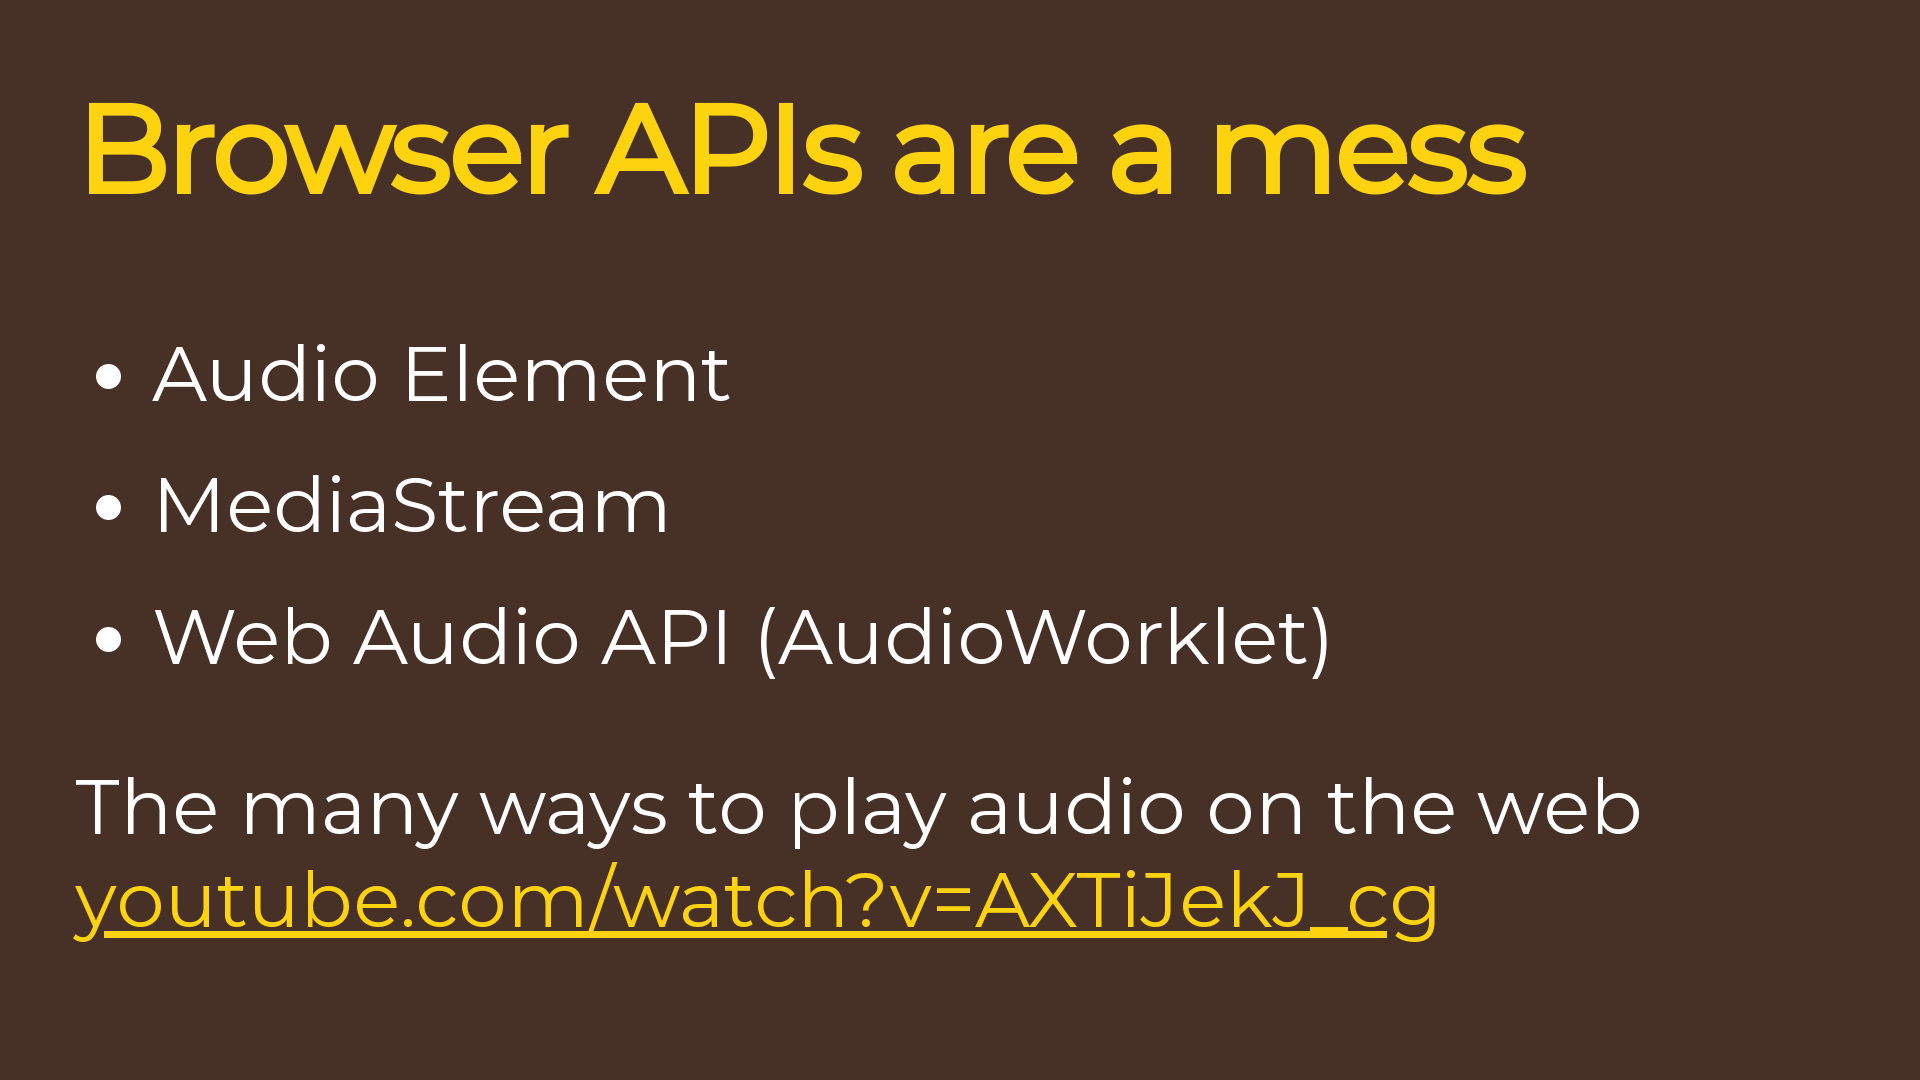 Browser APIs are a mess
• Audio Element
• MediaStream
• Web Audio API (AudioWorklet)
The many ways to play audio on the web
youtube.com/watch?v=AXTiJekJ_cg